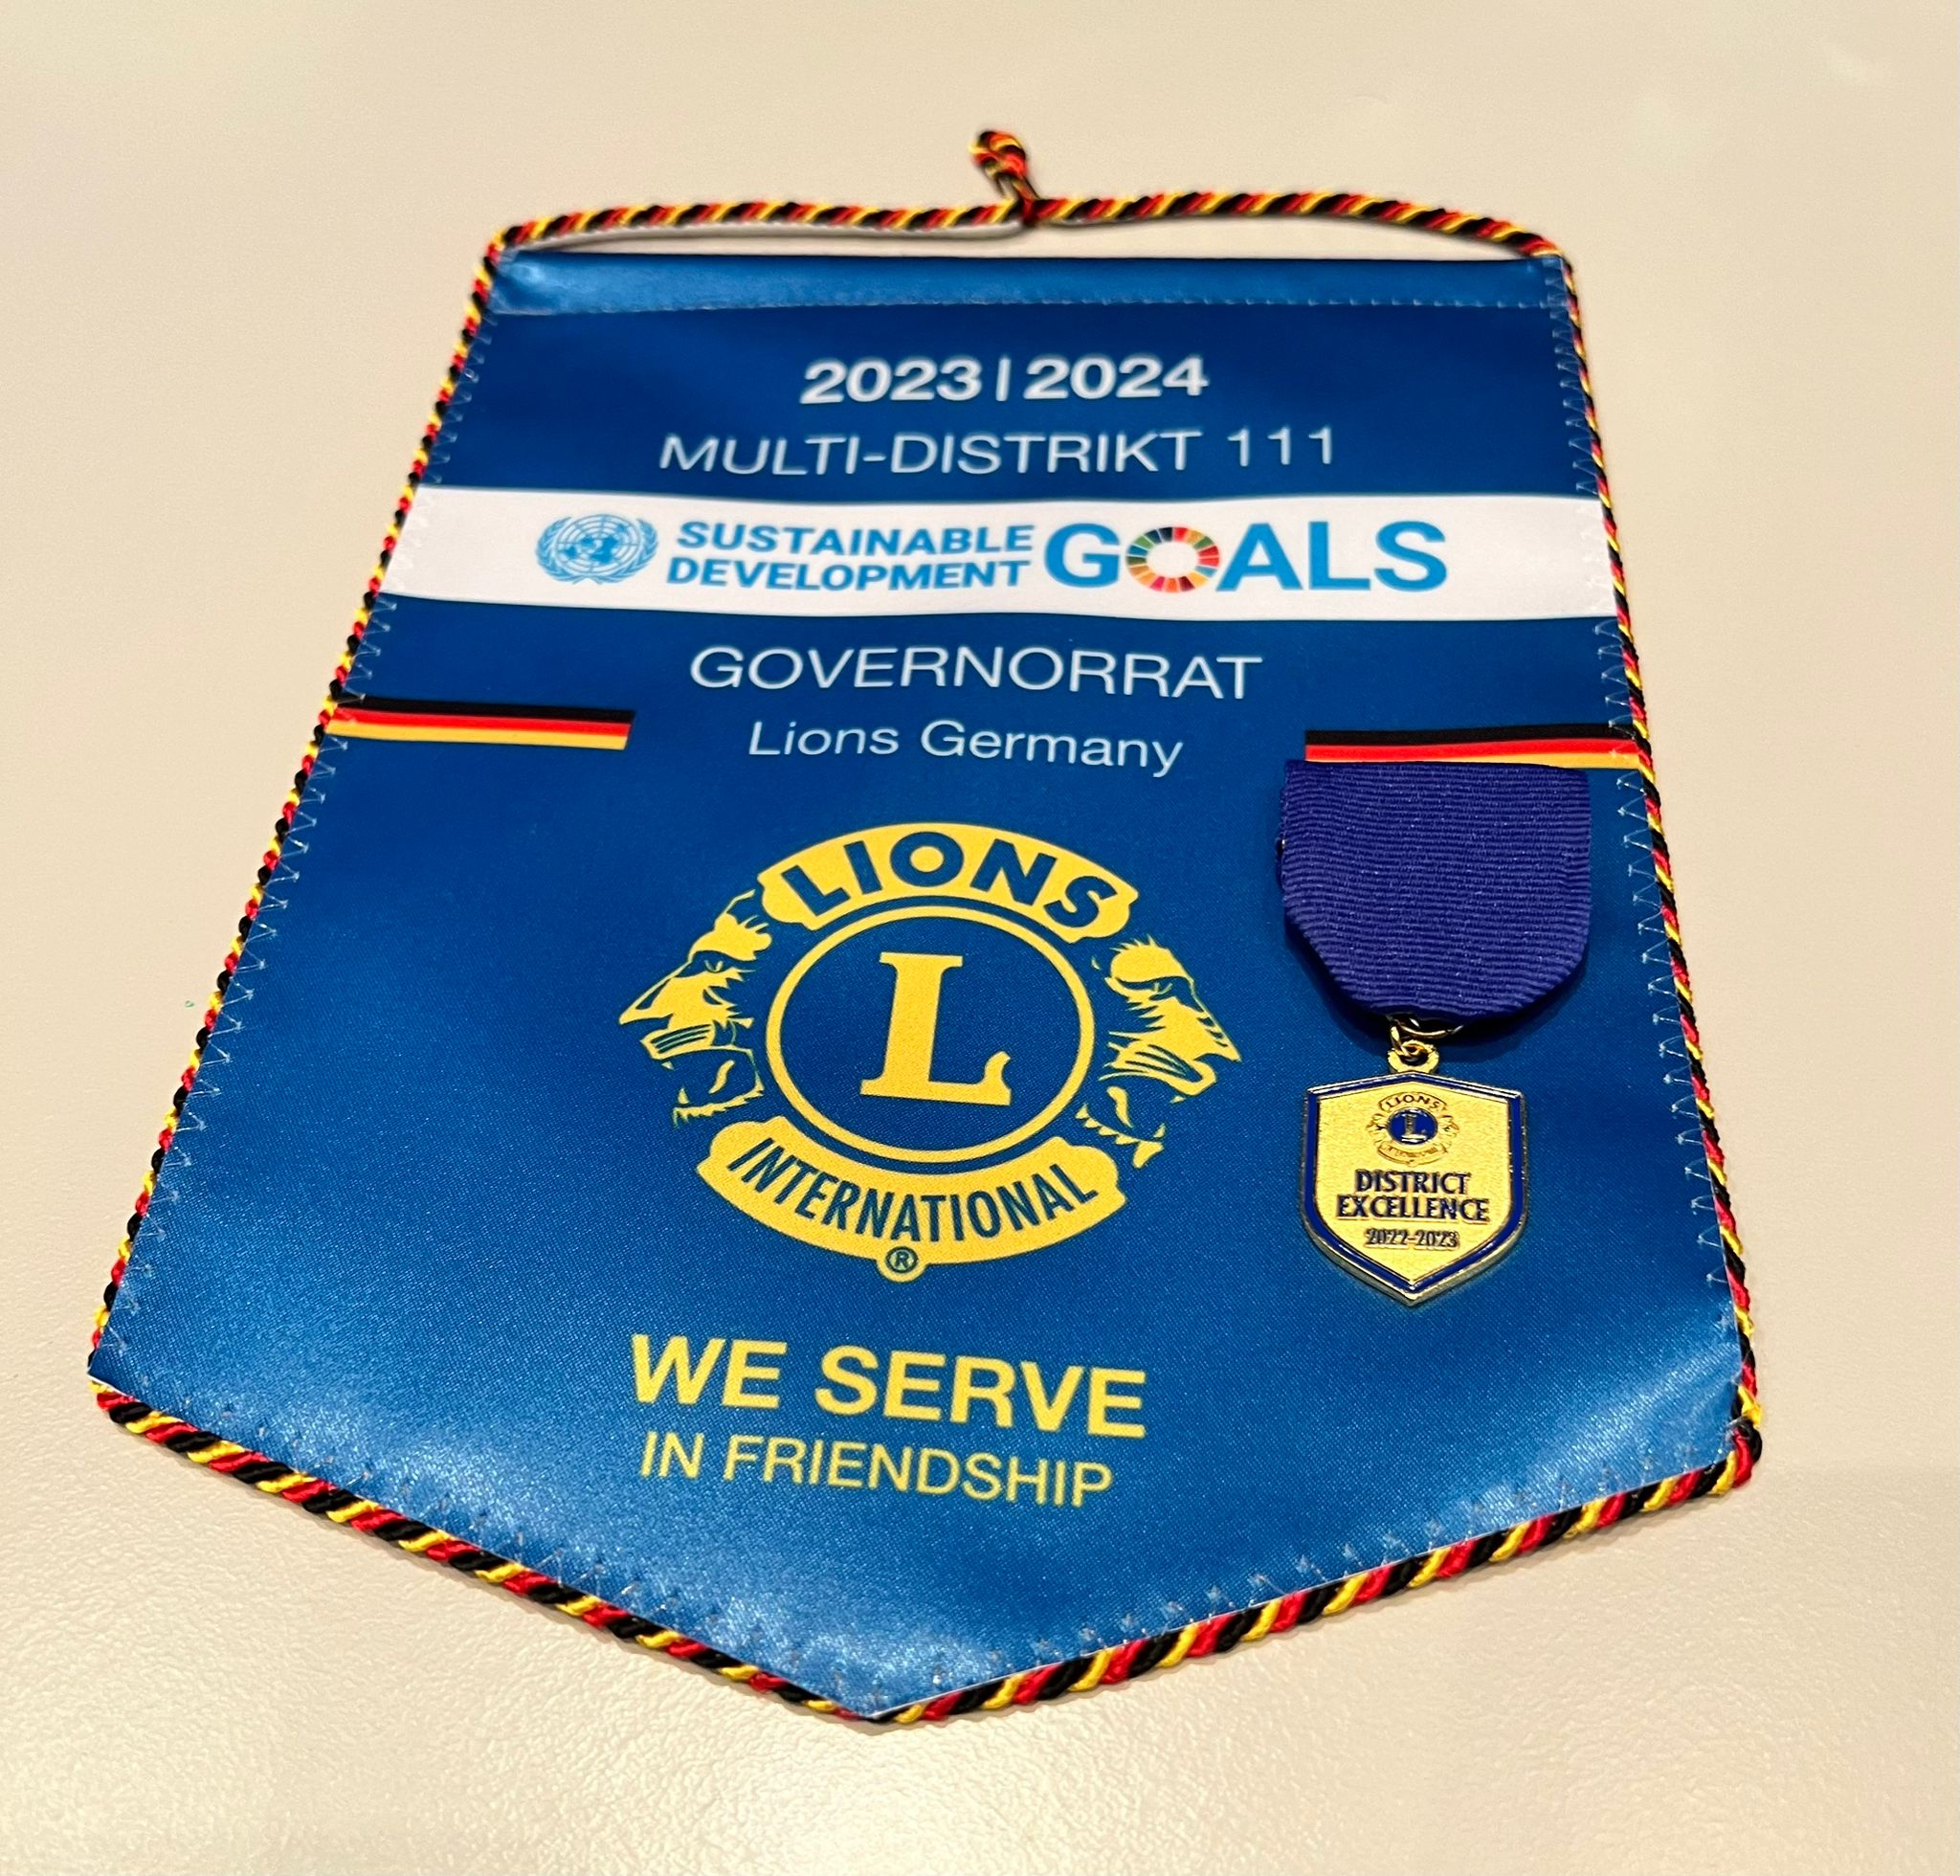 2023|2024
MULTI-DISTRIKT 111
SUSTAINABLE
DEVELOPMENT
GOALS
GOVERNORRAT
Lions Germany
LIONS
L
INTERNATIONAL
®
WE SERVE
IN FRIENDSHIP
LIONS
L
DISTRICT
EXCELLENCE
2022-2023